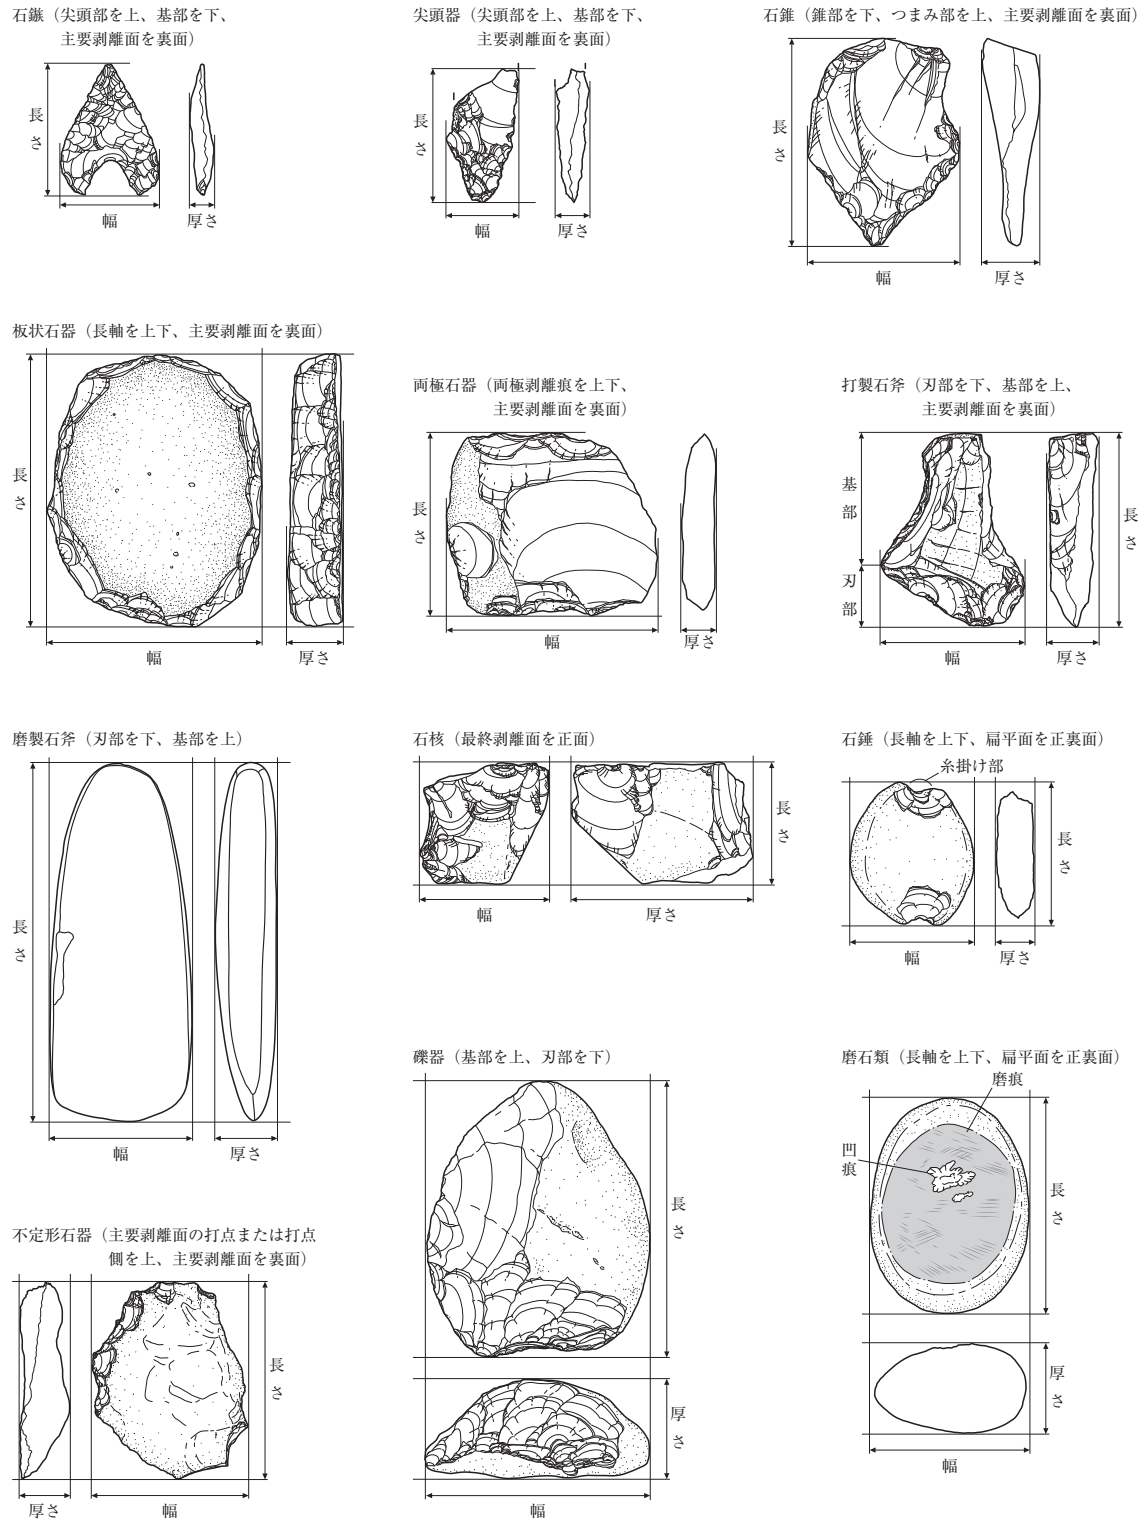 石鏃（尖頭部を上、基部を下、
主要剥離面を裏面）
長さ
幅
厚さ
尖頭器（尖頭部を上、基部を下、
主要剥離面を裏面）
長さ
幅
厚さ
石錐（錐部を下、つまみ部を上、主要剥離面を裏面）
長さ
幅
厚さ
板状石器（長軸を上下、主要剥離面を裏面）
長さ
幅
厚さ
両極石器（両極剥離痕を上下、
主要剥離面を裏面）
長さ
幅
厚さ
打製石斧（刃部を下、基部を上、
主要剥離面を裏面）
基部
刃部
長さ
幅
厚さ
磨製石斧（刃部を下、基部を上）
長さ
幅
厚さ
石核（最終剥離面を正面）
長さ
幅
厚さ
石錘（長軸を上下、扁平面を正裏面）
糸掛け部
長さ
幅
厚さ
不定形石器（主要剥離面の打点または打点
側を上、主要剥離面を裏面）
長さ
厚さ
幅
礫器（基部を上、刃部を下）
長さ
厚さ
幅
磨石類（長軸を上下、扁平面を正裏面）
磨痕
凹痕
長さ
厚さ
幅